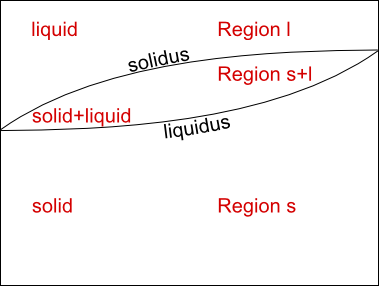 liquid
Region l
solidus
Region s+l
solid+liquid
liquidus
solid
Region s